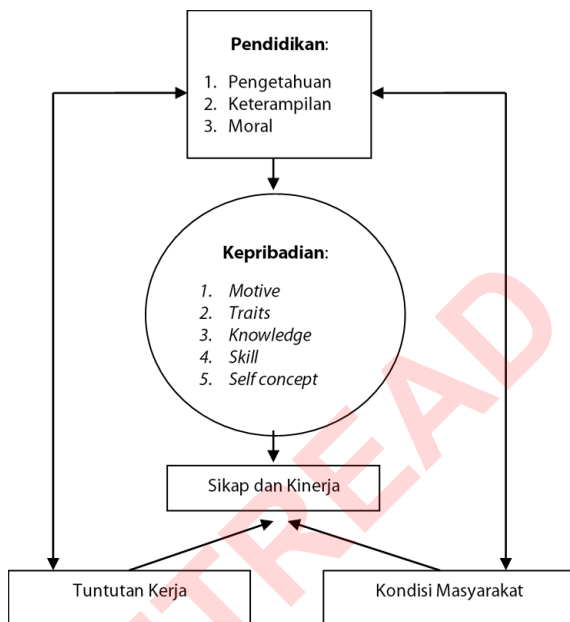 Pendidikan:
1. Pengetahuan
2. Keterampilan
3. Moral
Kepribadian:
1. Motive
2. Traits
3. Knowledge
4. Skill
5. Self concept
Sikap dan Kinerja
Tuntutan Kerja
Kondisi Masyarakat
TREAD